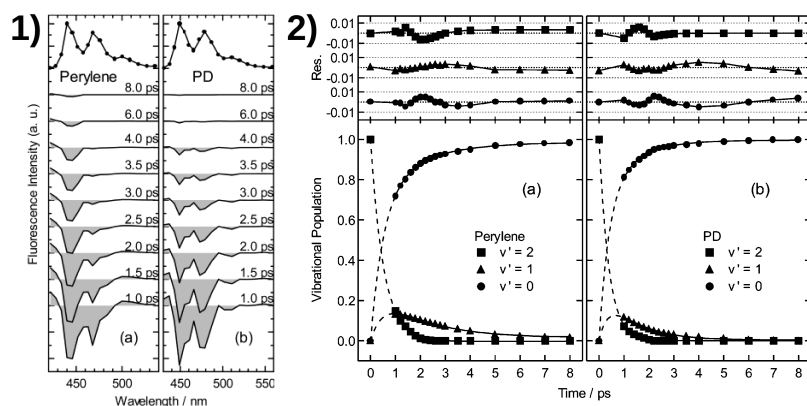 1)
Fluorescence Intensity (a. u.)
Perylene
8.0 ps
6.0 ps
4.0 ps
3.5 ps
3.0 ps
2.5 ps
2.0 ps
1.5 ps
1.0 ps
(a)
450 500
PD
8.0 ps
6.0 ps
4.0 ps
3.5 ps
3.0 ps
2.5 ps
2.0 ps
1.5 ps
1.0 ps
(b)
450 500 550
Wavelength / nm
2)
Res.
0.01
-0.01
0.01
-0.01
0.01
-0.01
Vibrational Population
1.0
0.8
0.6
0.4
0.2
0.0
(a)
Perylene
v' = 2
v' = 1
v' = 0
0 1 2 3 4 5 6 7 8
(b)
PD
v' = 2
v' = 1
v' = 0
0 1 2 3 4 5 6 7 8
Time / ps